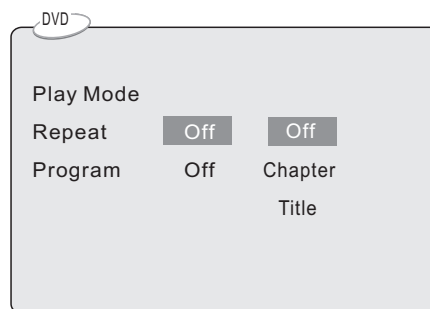 DVD
Play Mode
Repeat Off Off
Program Off Chapter
Title